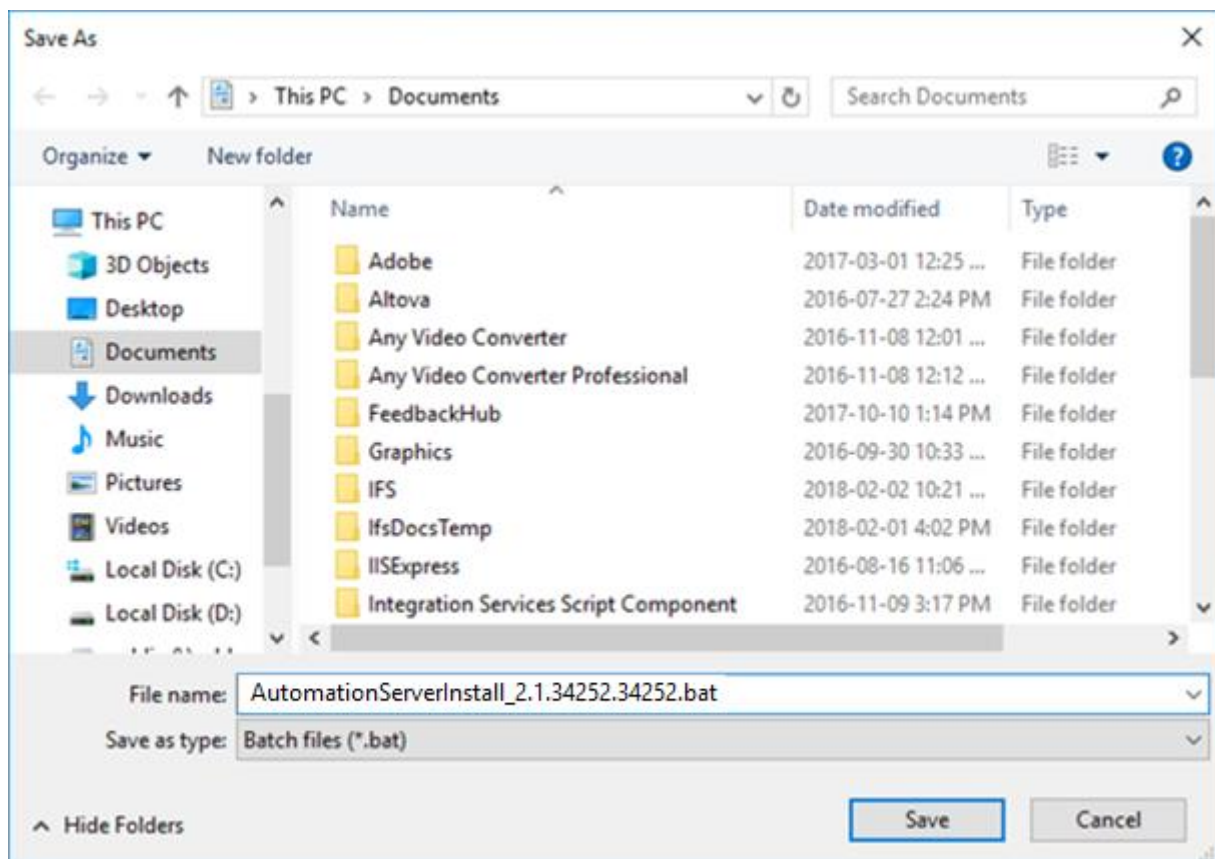 Save As
This PC > Documents
Search Documents
Organize
New folder
Name Date modified Type
This PC
3D Objects
Desktop
Documents
Downloads
Music
Pictures
Videos
Local Disk (C:)
Local Disk (D:)
Adobe 2017-03-01 12:25 ... File folder
Altova 2016-07-27 2:24 PM File folder
Any Video Converter 2016-11-08 12:01 ... File folder
Any Video Converter Professional 2016-11-08 12:12 ... File folder
FeedbackHub 2017-10-10 1:14 PM File folder
Graphics 2016-09-30 10:33 ... File folder
IFS 2018-02-02 10:21 ... File folder
IfsDocsTemp 2018-02-01 4:02 PM File folder
IISExpress 2016-08-16 11:06 ... File folder
Integration Services Script Component 2016-11-09 3:17 PM File folder
File name: AutomationServerInstall_2.1.34252.34252.bat
Save as type: Batch files (*.bat)
Hide Folders
Save
Cancel